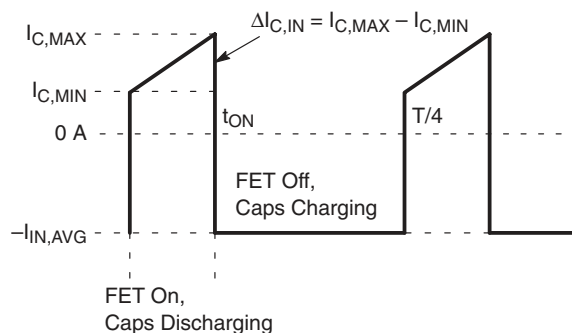 I_C,MAX
ΔI_C,IN = I_C,MAX – I_C,MIN
I_C,MIN
t_ON
T/4
0 A
FET Off,
Caps Charging
–I_IN,AVG
FET On,
Caps Discharging